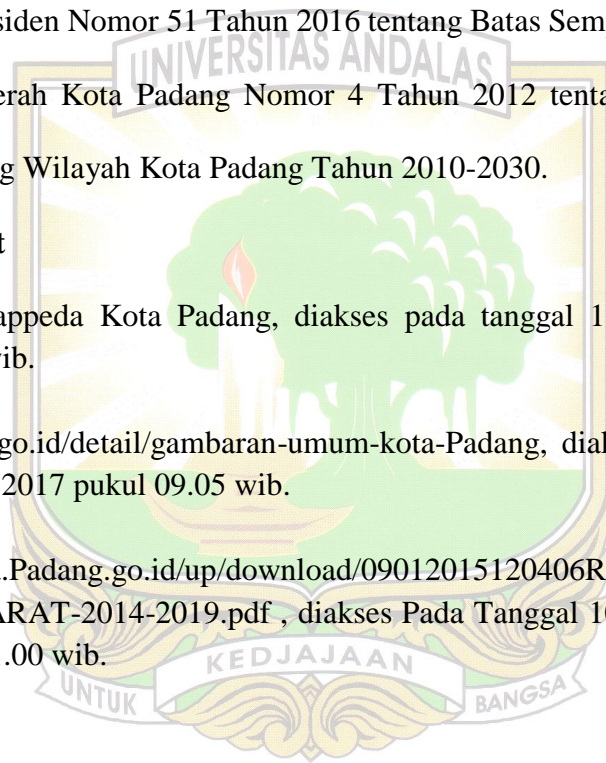 siden Nomor 51 Tahun 2016 tentang Batas Sem
UNIVERSITAS ANDALAS
erah Kota Padang Nomor 4 Tahun 2012 tenta
g Wilayah Kota Padang Tahun 2010-2030.
t
appeda Kota Padang, diakses pada tanggal 1
vib.
go.id/detail/gambaran-umum-kota-Padang, dial
2017 pukul 09.05 wib.
.Padang.go.id/up/download/09012015120406R
ARAT-2014-2019.pdf , diakses Pada Tanggal 10
.00 wib.
KEDJAJAAN
UNTUK
BANGSA